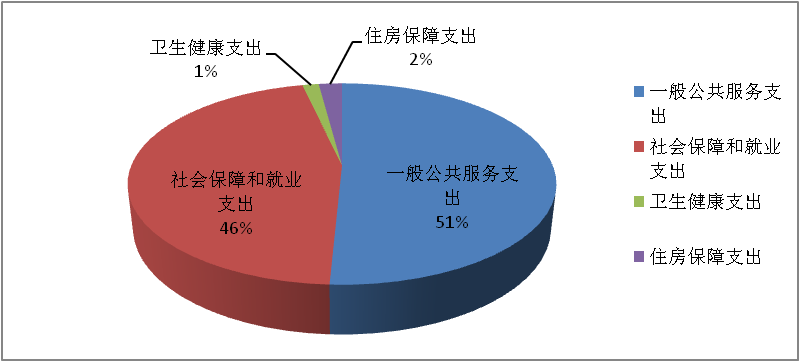 卫生健康支出
1%
住房保障支出
2%
社会保障和就业
支出
46%
一般公共服务支
出
51%
一般公共服务支
出
社会保障和就业
支出
卫生健康支出
住房保障支出